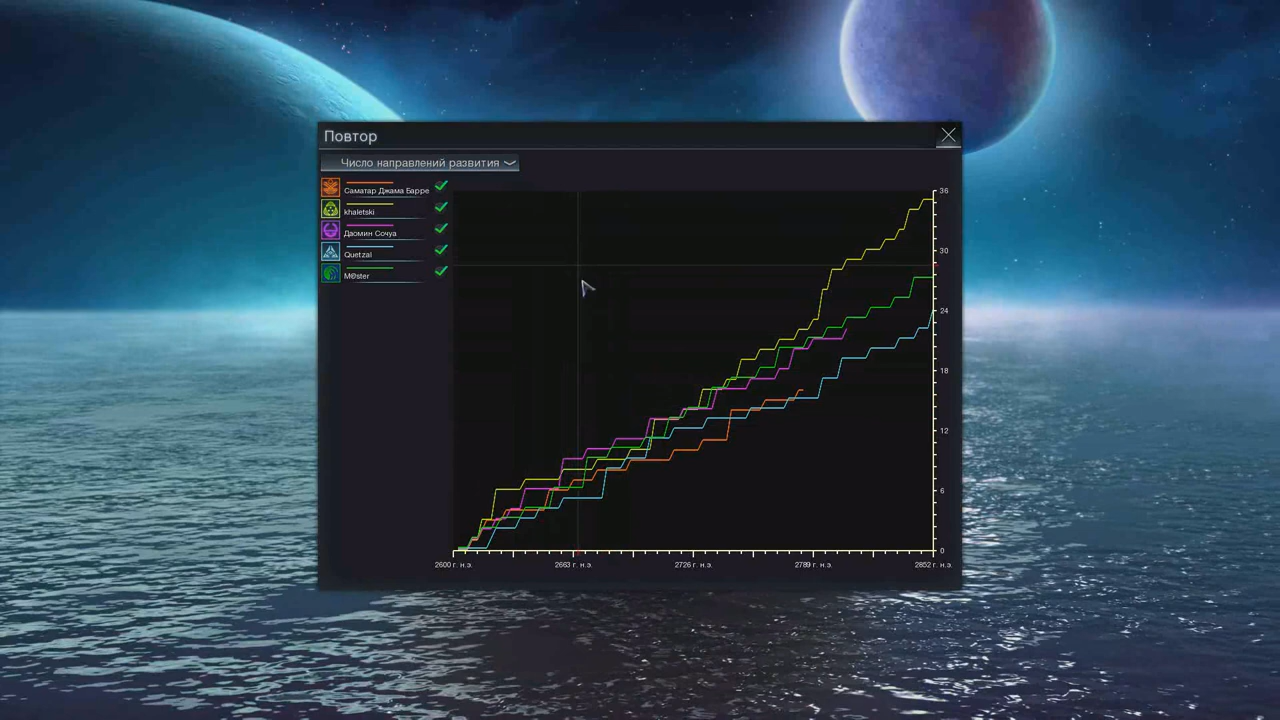 Повтор
Число направлений развития
Саматар Джама Барре
khaletski
Даомин Сочуа
Quetzal
M@ster
36
30
24
18
12
6
0
2600 г. н.э.
2663 г. н.э.
2726 г. н.э.
2789 г. н.э.
2852 г. н.э.